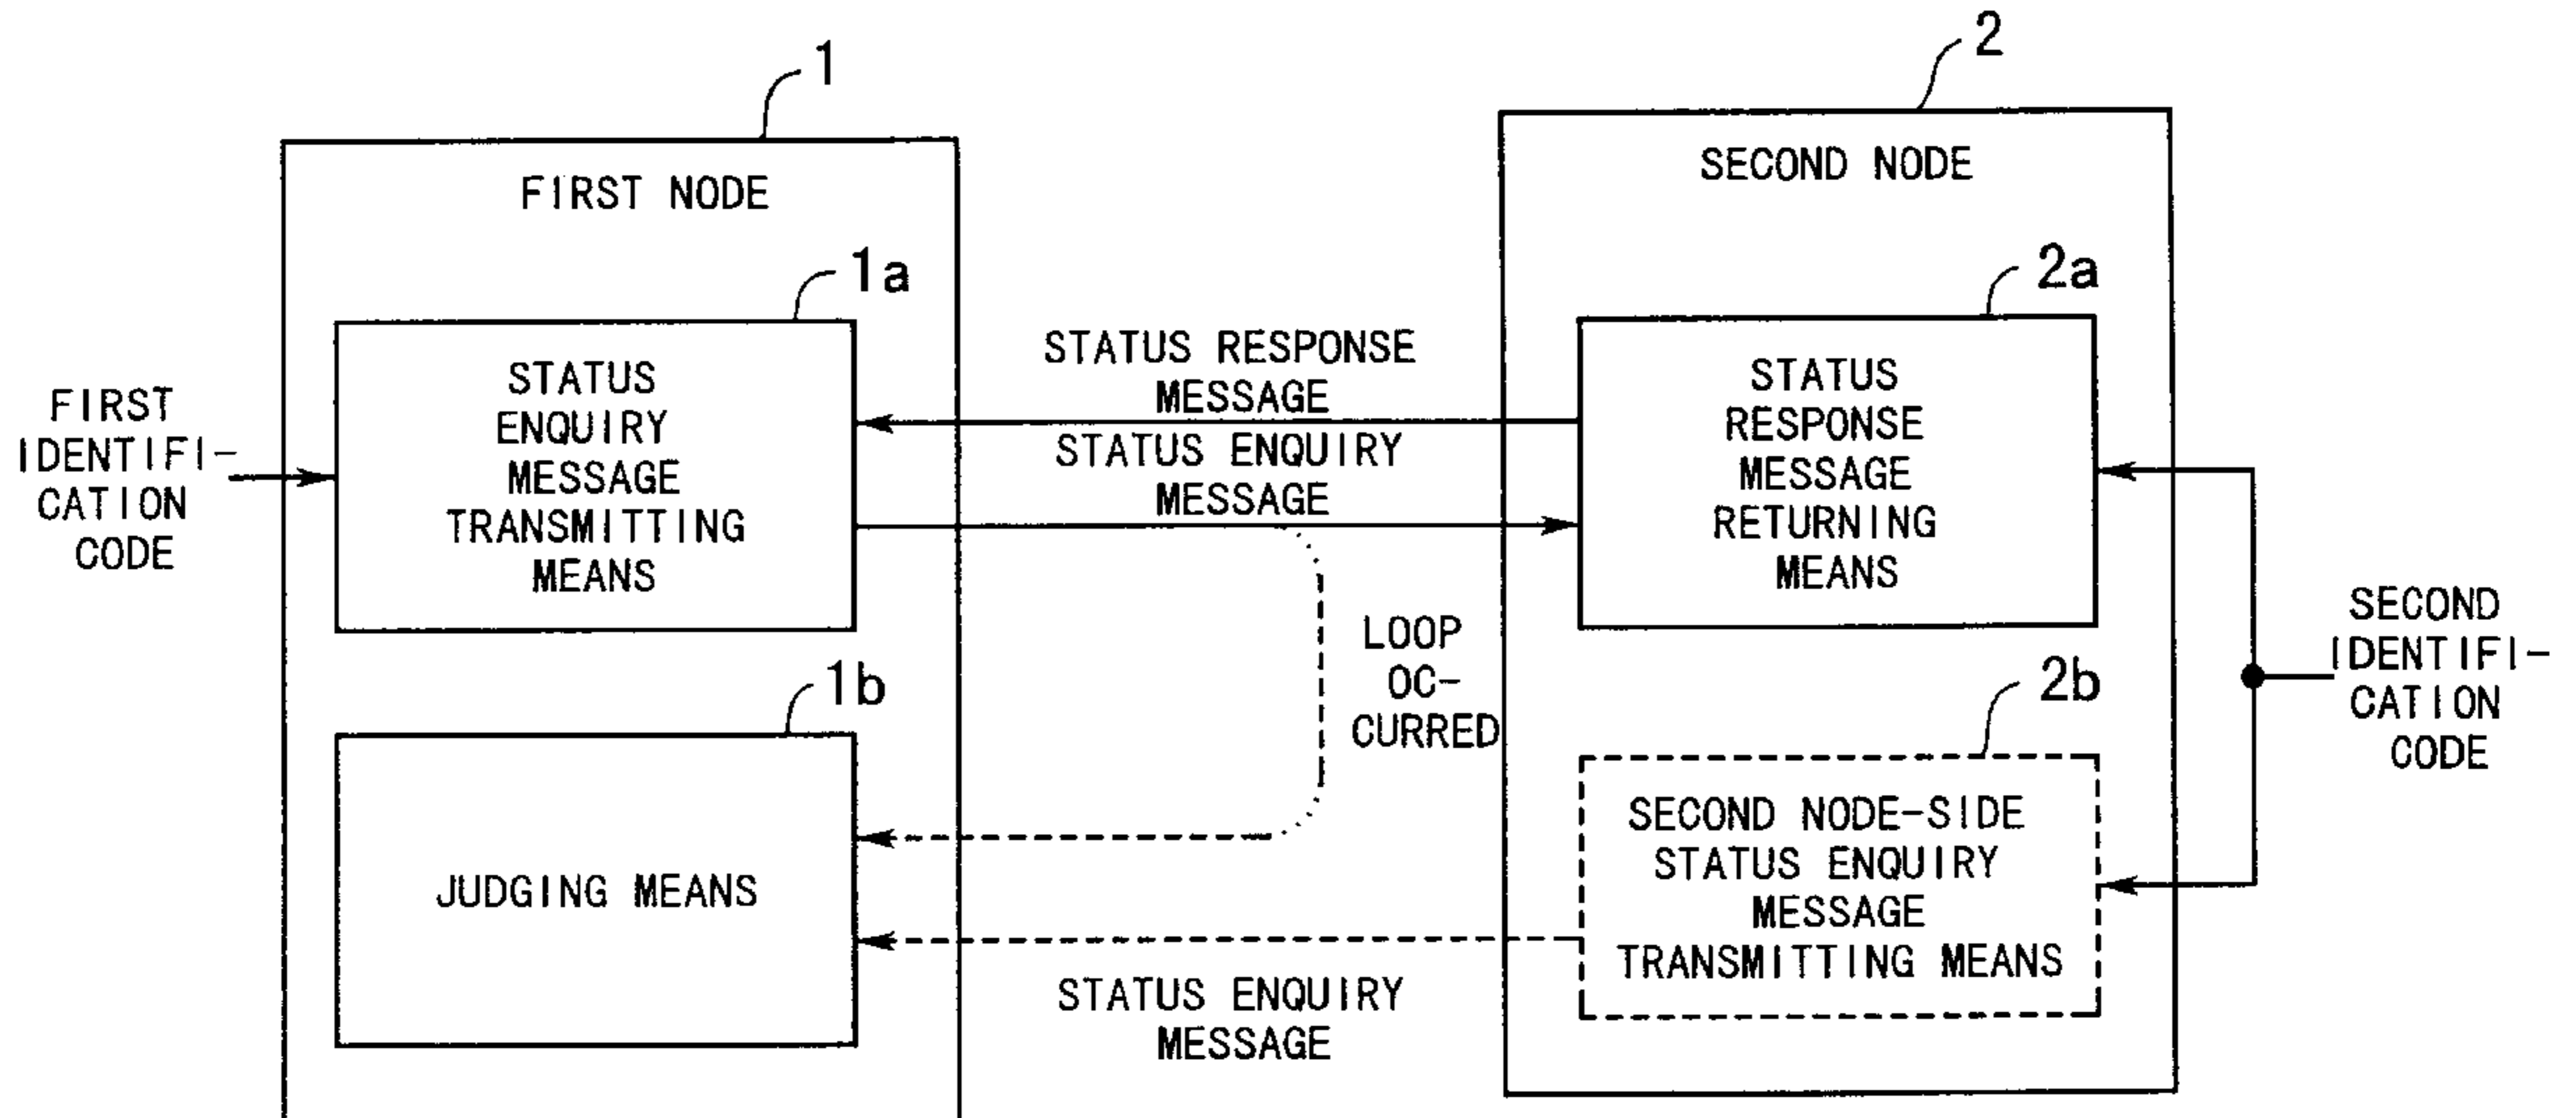 1
2
FIRST NODE
SECOND NODE
1a
2a
FIRST
IDENTIFI-
CATION
CODE
STATUS
ENQUIRY
MESSAGE
TRANSMITTING
MEANS
STATUS RESPONSE
MESSAGE
STATUS ENQUIRY
MESSAGE
STATUS
RESPONSE
MESSAGE
RETURNING
MEANS
LOOP
OC-
CURRED
SECOND
IDENTIFI-
CATION
CODE
1b
2b
JUDGING MEANS
SECOND NODE-SIDE
STATUS ENQUIRY
MESSAGE
TRANSMITTING MEANS
STATUS ENQUIRY
MESSAGE